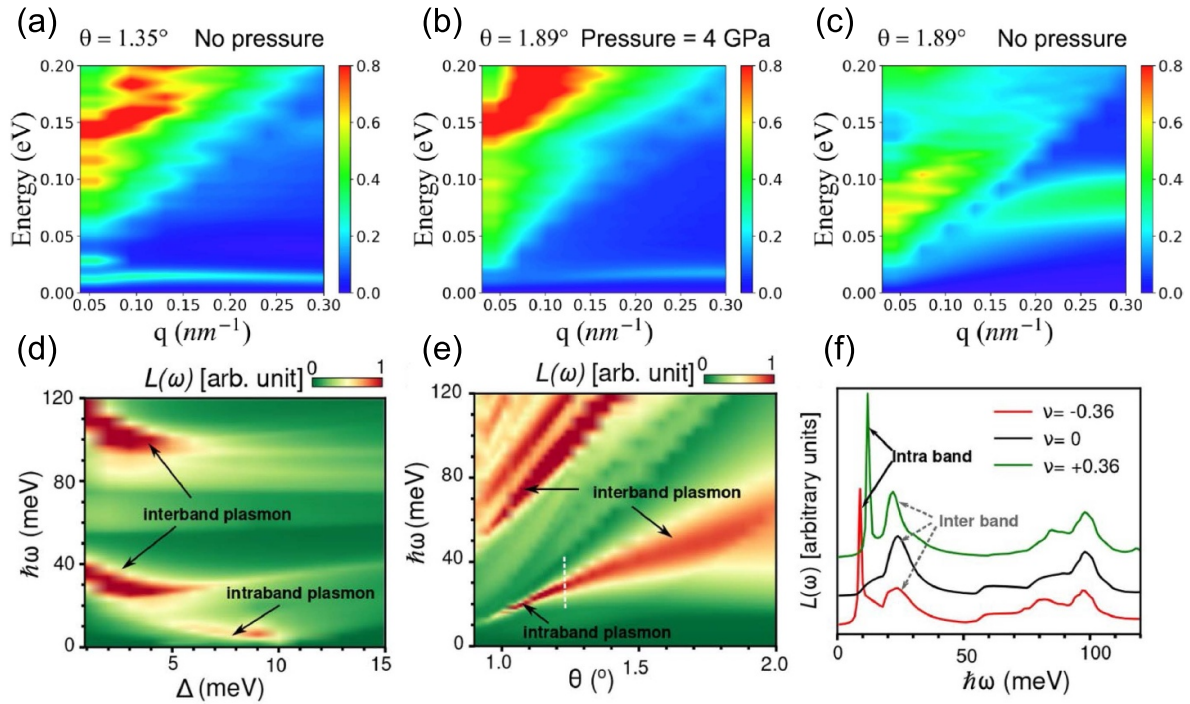 (a)
θ = 1.35° No pressure
0.20
0.15
0.10
0.05
0.00
Energy (eV)
0.05 0.10 0.15 0.20 0.25 0.30
q (nm⁻¹)
0.8
0.6
0.4
0.2
0.0
(b)
θ = 1.89° Pressure = 4 GPa
0.20
0.15
0.10
0.05
0.00
Energy (eV)
0.05 0.10 0.15 0.20 0.25 0.30
q (nm⁻¹)
0.8
0.6
0.4
0.2
0.0
(c)
θ = 1.89° No pressure
0.20
0.15
0.10
0.05
0.00
Energy (eV)
0.05 0.10 0.15 0.20 0.25 0.30
q (nm⁻¹)
0.8
0.6
0.4
0.2
0.0
(d)
L(ω) [arb. unit] 0 1
120
80
40
0
ħω (meV)
interband plasmon
intraband plasmon
5 10 15
Δ (meV)
(e)
L(ω) [arb. unit] 0 1
120
80
40
0
ħω (meV)
interband plasmon
intraband plasmon
1.0 1.5 2.0
θ (°)
(f)
L(ω) [arbitrary units]
ν= -0.36
ν= 0
ν= +0.36
Intra band
Inter band
0 50 100
ħω (meV)